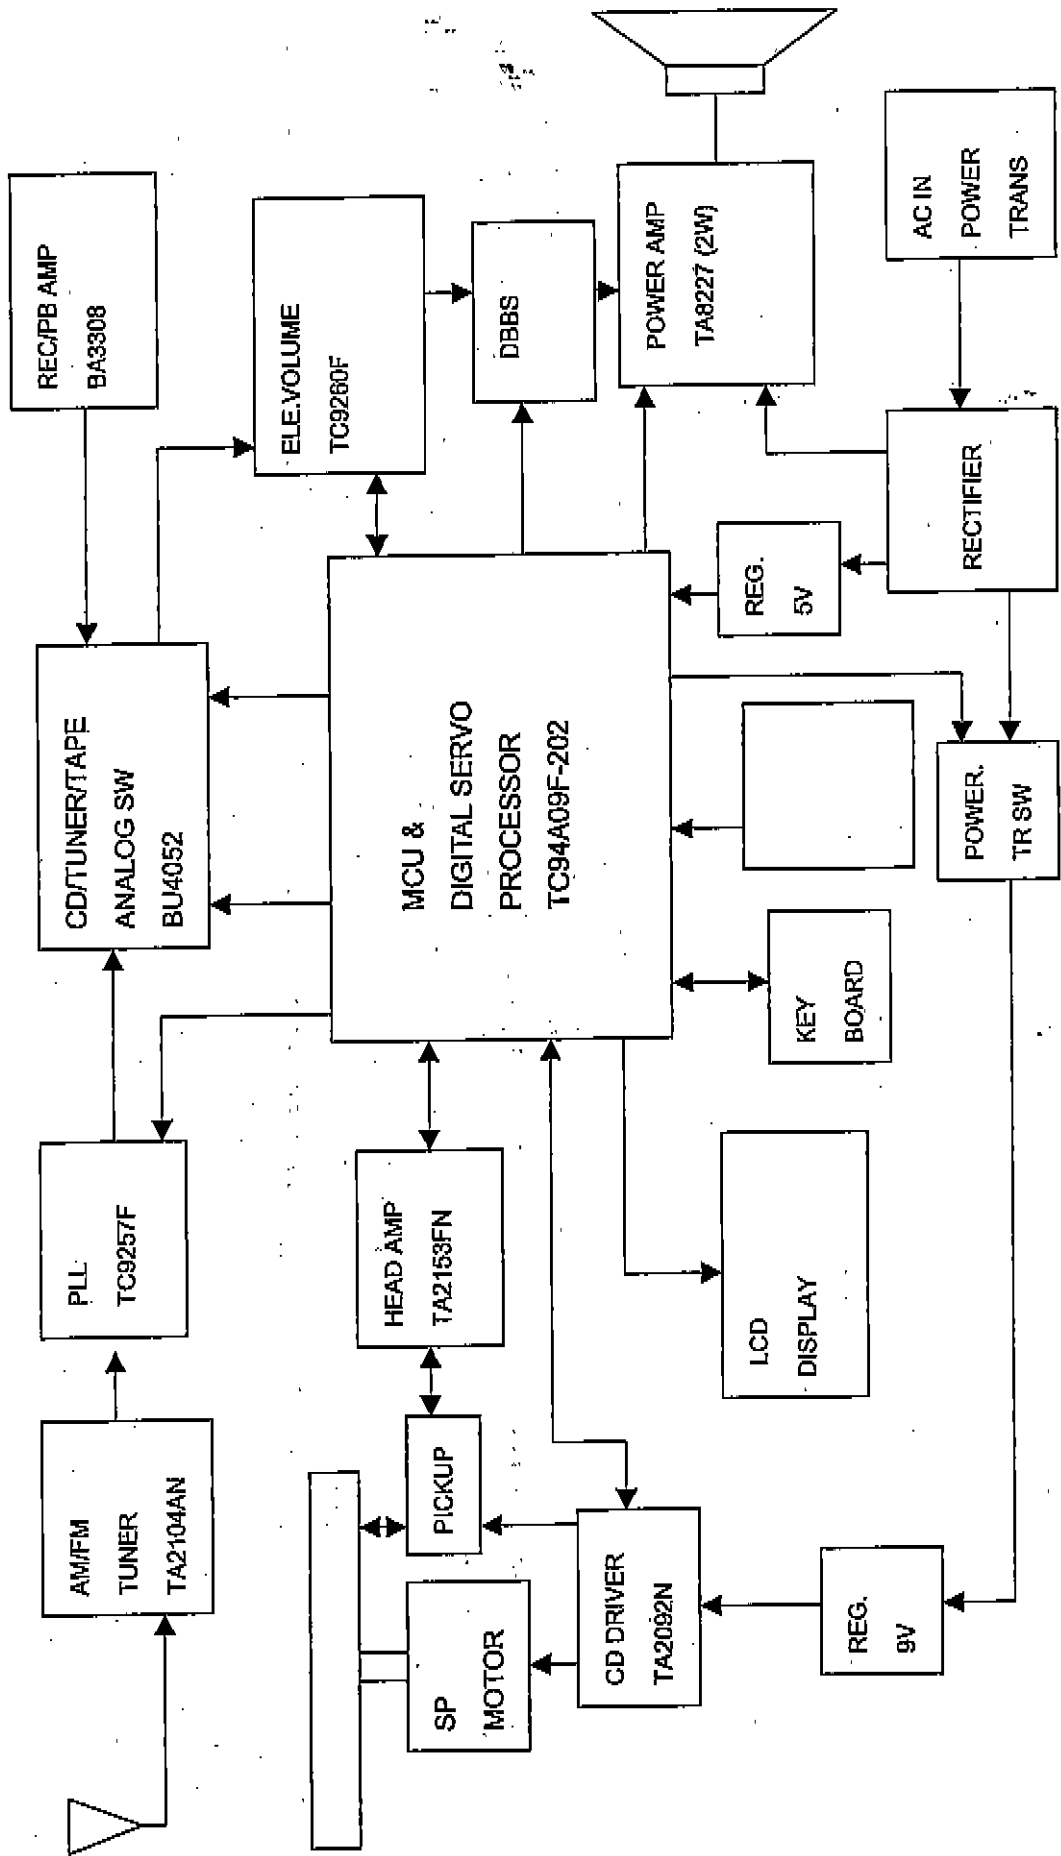 REC/PB AMP
BA3308
ELE.VOLUME
TC9260F
DBBS
POWER AMP
TA8227 (2W)
AC IN
POWER
TRANS
CD/TUNER/TAPE
ANALOG SW
BU4052
MCU &
DIGITAL SERVO
PROCESSOR
TC94A09F-202
REG.
5V
RECTIFIER
POWER.
TR SW
KEY
BOARD
PLL
TC9257F
HEAD AMP
TA2153FN
LCD
DISPLAY
AM/FM
TUNER
TA2104AN
PICKUP
SP
MOTOR
CD DRIVER
TA2092N
REG.
9V